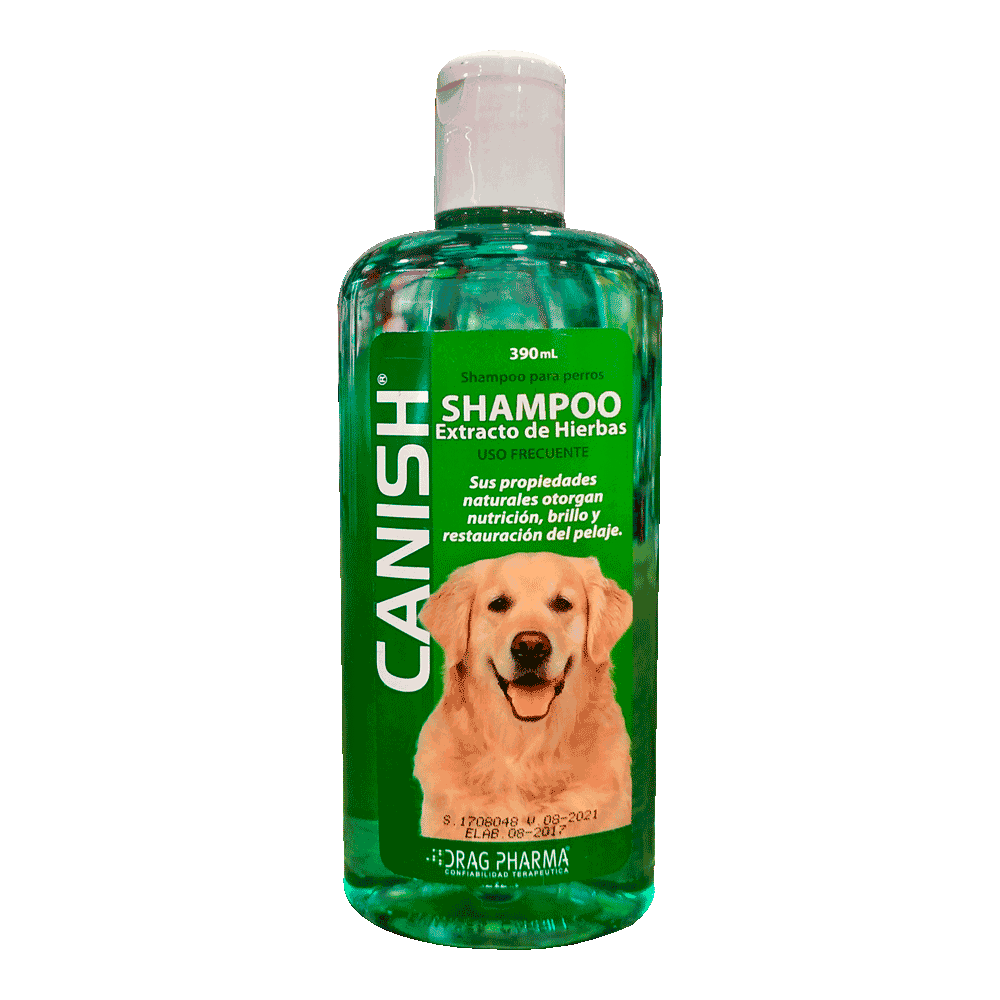 390mL
Shampoo para perros
SHAMPOO
Extracto de Hierbas
USO FRECUENTE
Sus propiedades
naturales otorgan
nutrición, brillo y
restauración del pelaje.
CANISH®
S.1708048 V.08-2021
ELAB.08-2017
DRAG PHARMA®
CONFIABILIDAD TERAPEUTICA